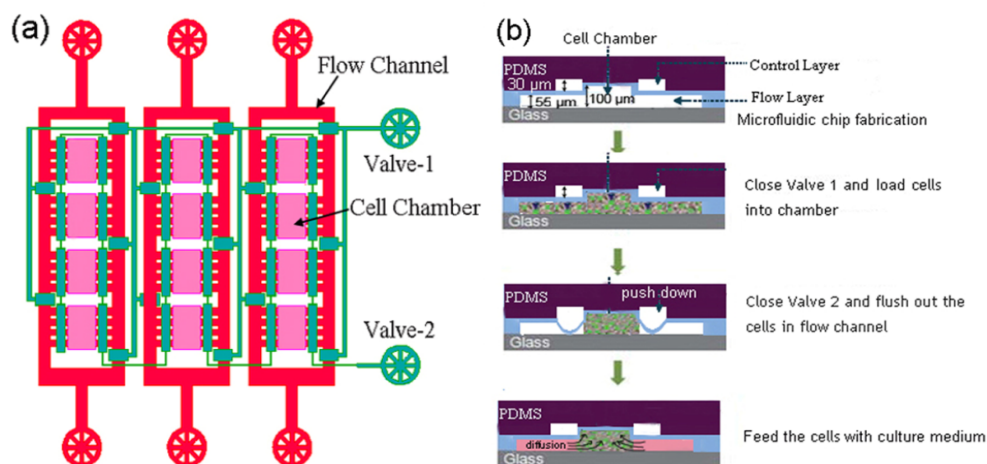 (a)
Flow Channel
Valve-1
Cell Chamber
Valve-2
(b)
Cell Chamber
PDMS
Control Layer
30 μm
55 μm
100 μm
Flow Layer
Glass
Microfluidic chip fabrication
PDMS
Close Valve 1 and load cells
into chamber
Glass
PDMS
push down
Close Valve 2 and flush out the
cells in flow channel
Glass
PDMS
diffusion
Feed the cells with culture medium
Glass